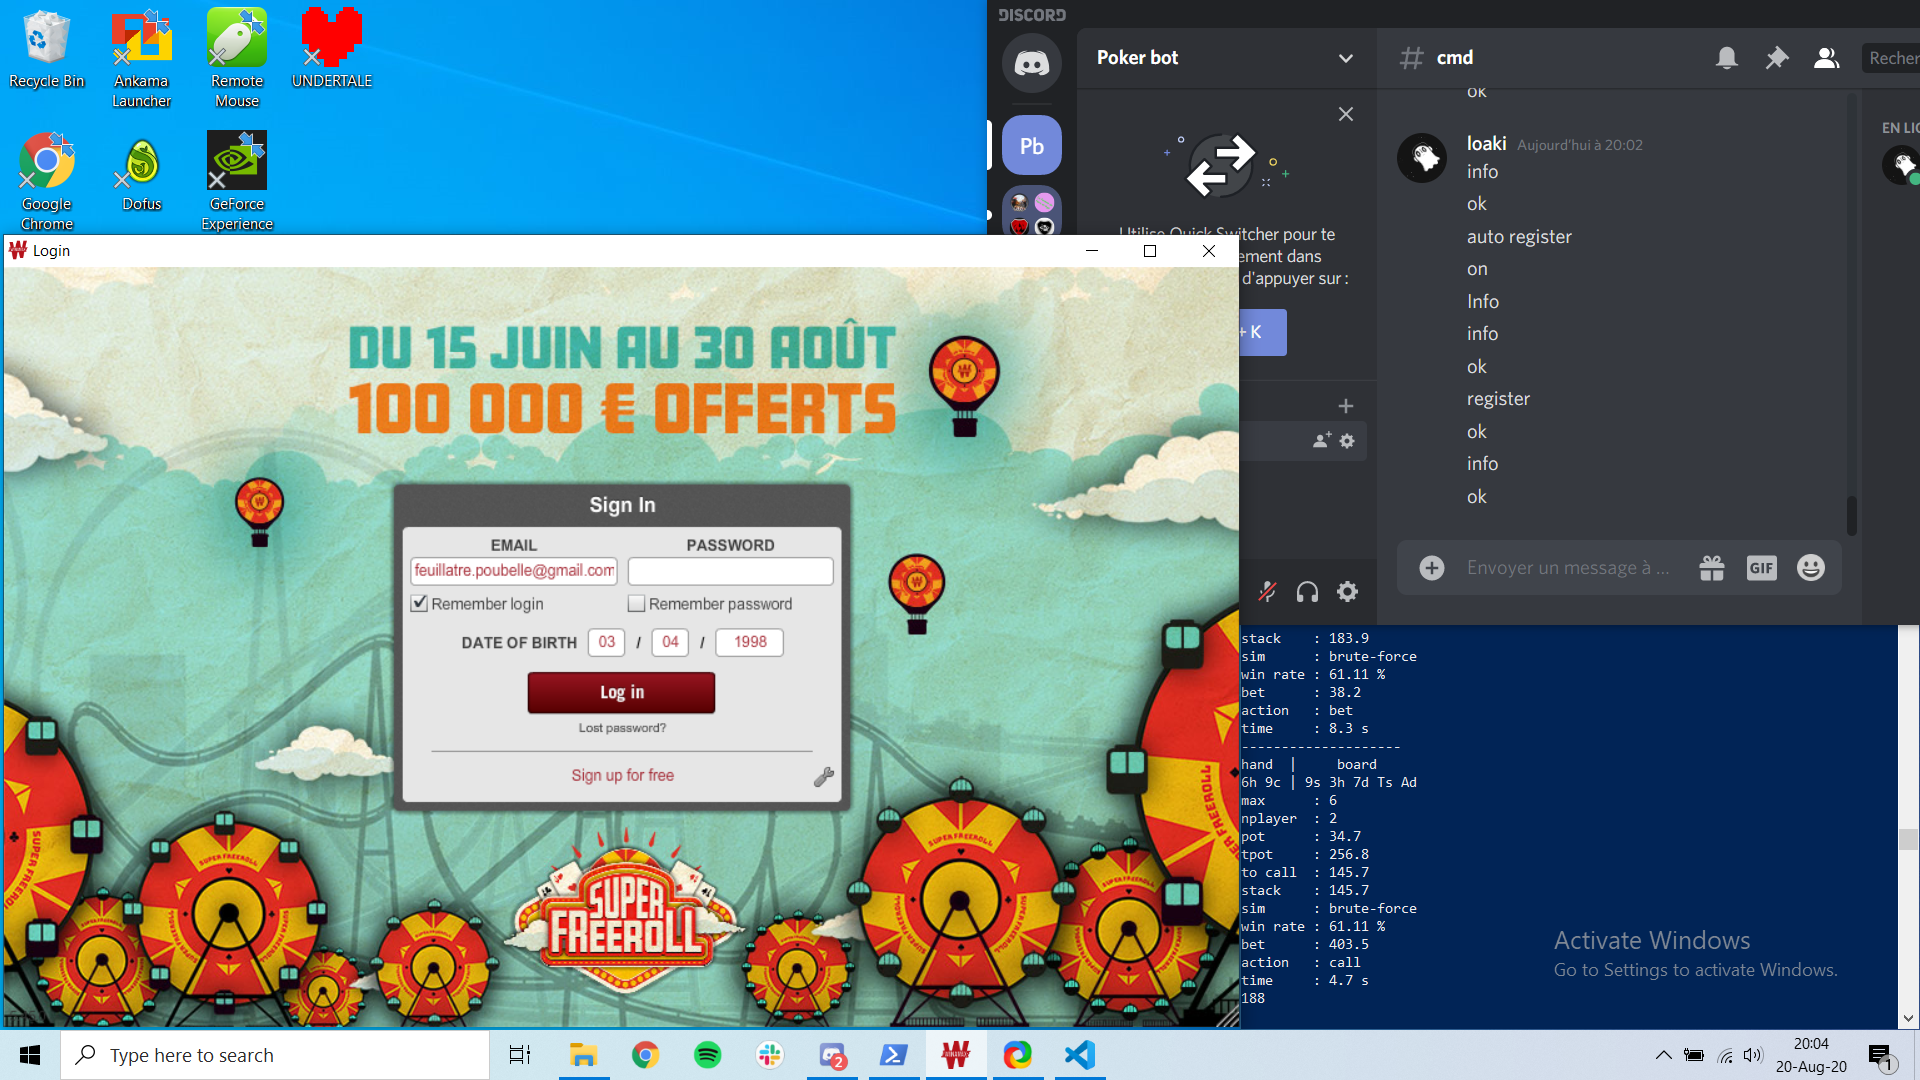 Recycle Bin
Ankama Launcher
Remote Mouse
UNDERTALE
Google Chrome
Dofus
GeForce Experience
DISCORD
Poker bot
Pb
Utilise Quick Switcher pour te
ement dans
d'appuyer sur :
+ K
cmd
Recher
ok
loaki Aujourd'hui à 20:02
info
ok
auto register
on
Info
info
ok
register
ok
info
ok
EN LIG
Envoyer un message à ...
GIF
Login
DU 15 JUIN AU 30 AOÛT
100 000 € OFFERTS
Sign In
EMAIL
PASSWORD
feuillatre.poubelle@gmail.com
Remember login
Remember password
DATE OF BIRTH 03 / 04 / 1998
Log in
Lost password?
Sign up for free
SUPER
FREEROLL
SUPER FREEROLL
SUPER FREEROLL
stack : 183.9
sim : brute-force
win rate : 61.11 %
bet : 38.2
action : bet
time : 8.3 s
--------------------
hand | board
6h 9c | 9s 3h 7d Ts Ad
max : 6
nplayer : 2
pot : 34.7
tpot : 256.8
to call : 145.7
stack : 145.7
sim : brute-force
win rate : 61.11 %
bet : 403.5
action : call
time : 4.7 s
188
Activate Windows
Go to Settings to activate Windows.
Type here to search
2
20:04
20-Aug-20
1